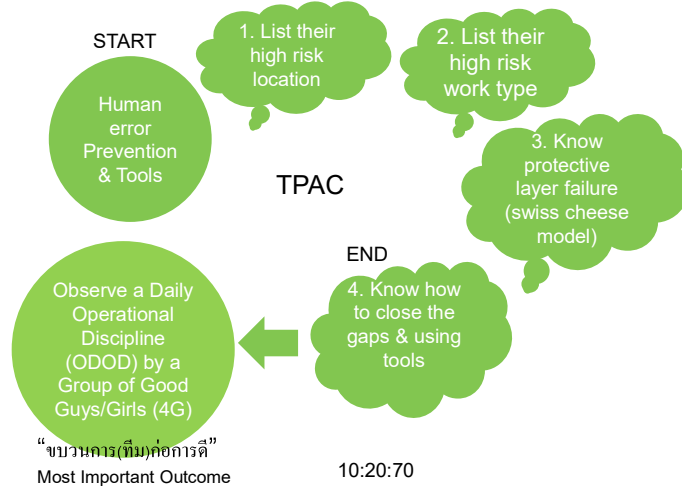 START
Human
error
Prevention
& Tools
1. List their
high risk
location
2. List their
high risk
work type
3. Know
protective
layer failure
(swiss cheese
model)
TPAC
END
4. Know how
to close the
gaps & using
tools
Observe a Daily
Operational
Discipline
(ODOD) by a
Group of Good
Guys/Girls (4G)
“ขบวนการ(ทีม)ก่อการดี”
Most Important Outcome
10:20:70